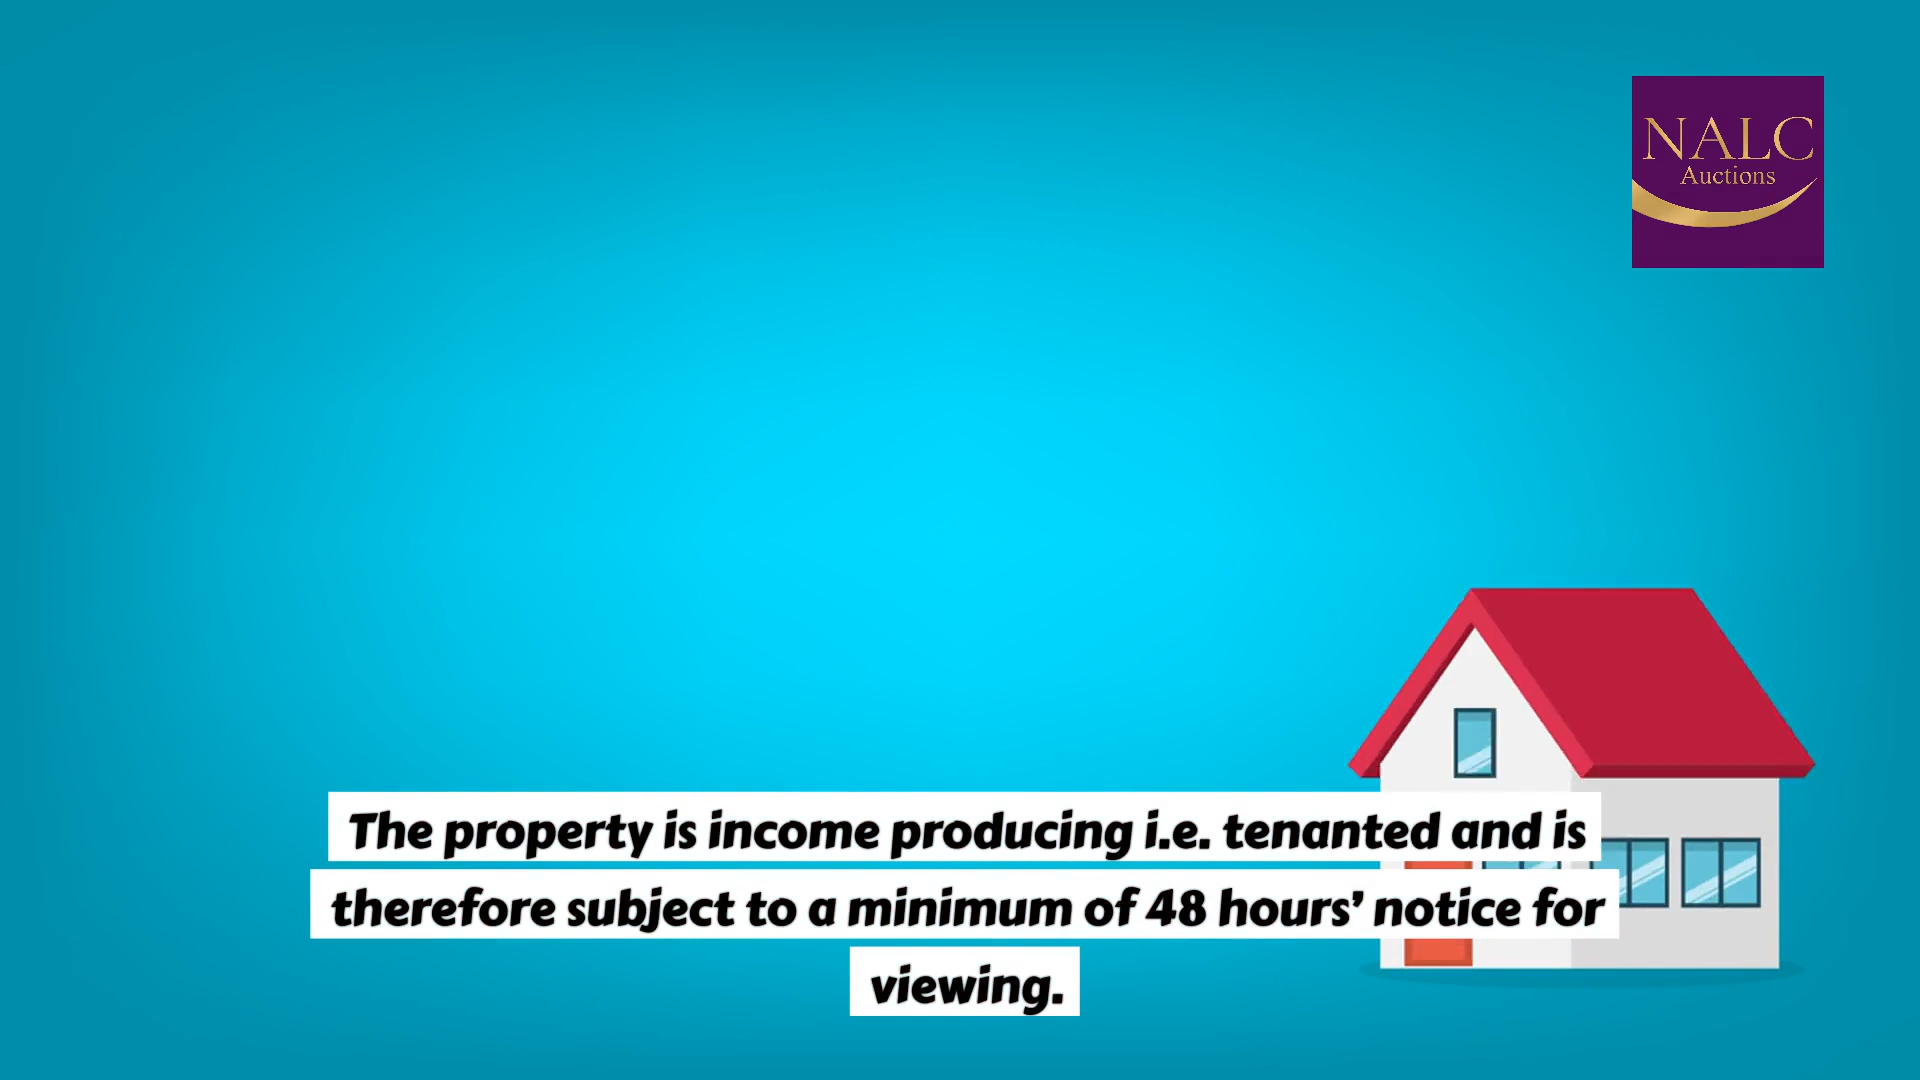 NALC
Auctions
The property is income producing i.e. tenanted and is
therefore subject to a minimum of 48 hours’ notice for
viewing.